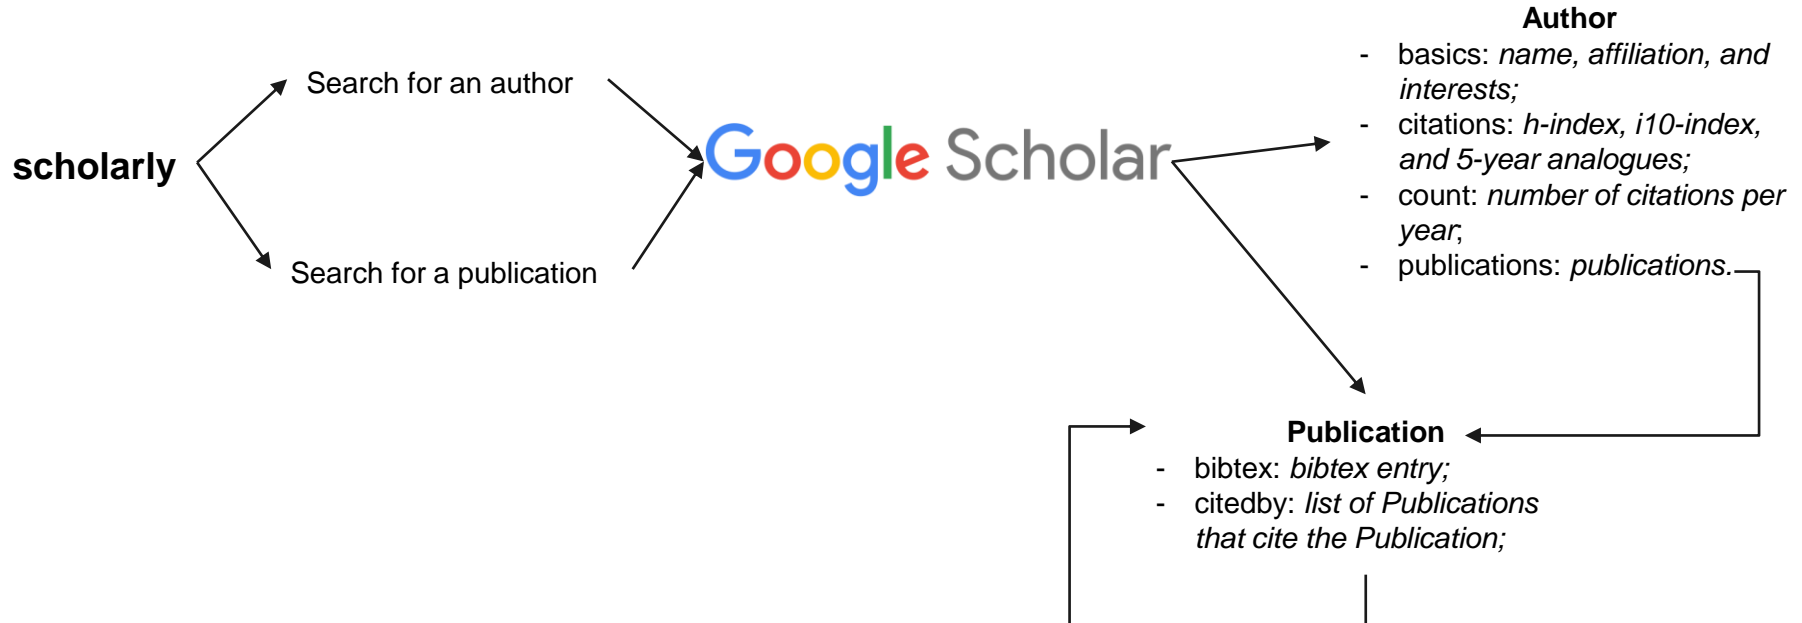 Author
- basics: name, affiliation, and
interests;
- citations: h-index, i10-index,
and 5-year analogues;
- count: number of citations per
year;
- publications: publications.
Search for an author
scholarly
Google Scholar
Search for a publication
Publication
- bibtex: bibtex entry;
- citedby: list of Publications
that cite the Publication;